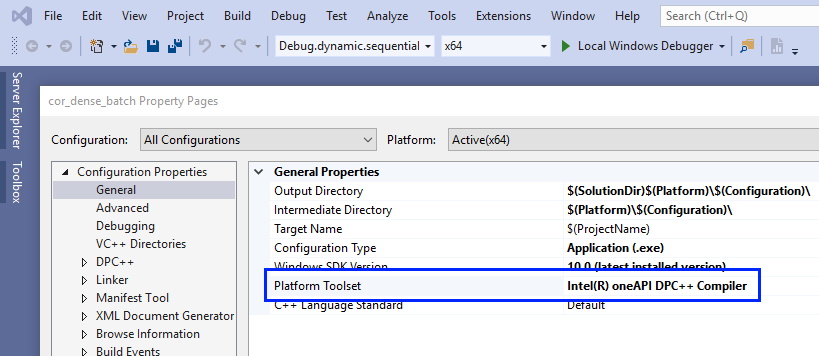 File Edit View Project Build Debug Test Analyze Tools Extensions Window Help Search (Ctrl+Q)
Debug.dynamic.sequential x64 Local Windows Debugger
Server Explorer
Toolbox
cor_dense_batch Property Pages
Configuration: All Configurations Platform: Active(x64)
Configuration Properties
General
Advanced
Debugging
VC++ Directories
DPC++
Linker
Manifest Tool
XML Document Generator
Browse Information
Build Events
General Properties
Output Directory $(SolutionDir)$(Platform)\$(Configuration)\
Intermediate Directory $(Platform)\$(Configuration)\
Target Name $(ProjectName)
Configuration Type Application (.exe)
Windows SDK Version 10.0 (latest installed version)
Platform Toolset Intel(R) oneAPI DPC++ Compiler
C++ Language Standard Default